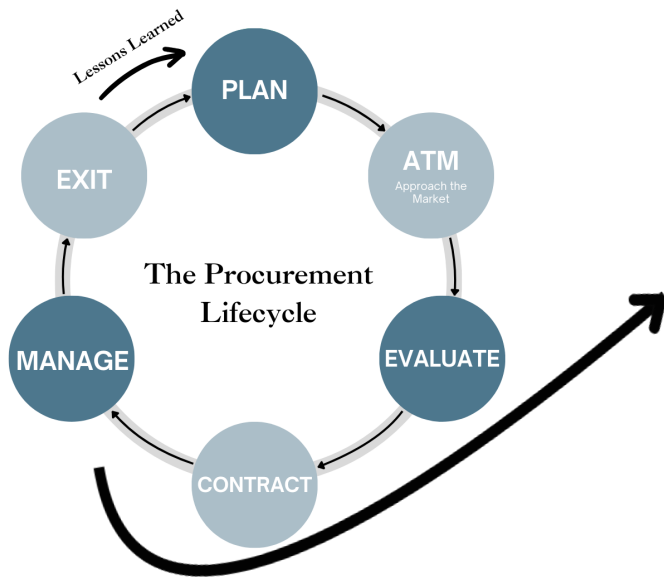 Lessons Learned
PLAN
ATM
Approach the
Market
EXIT
The Procurement
Lifecycle
MANAGE
EVALUATE
CONTRACT